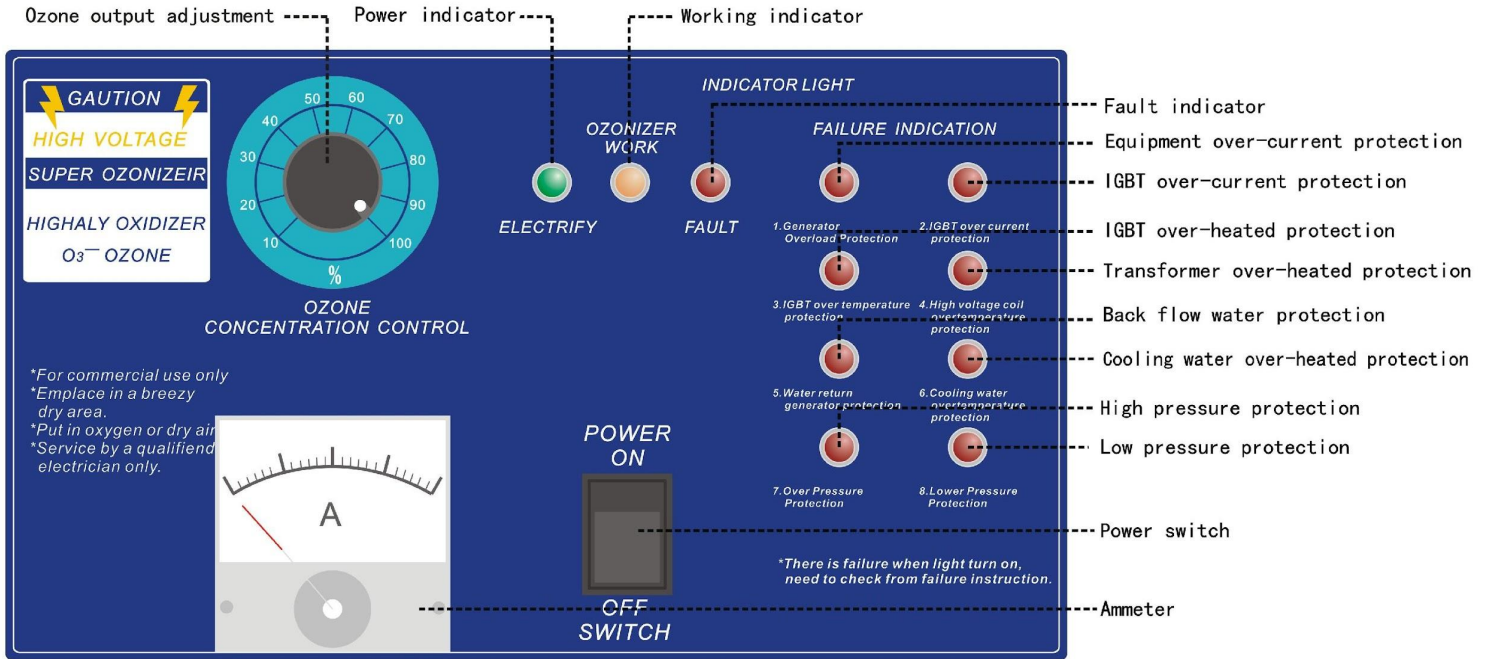 Ozone output adjustment
Power indicator
Working indicator
GAUTION
HIGH VOLTAGE
SUPER OZONIZEIR
HIGHALY OXIDIZER
O3— OZONE
10
20
30
40
50
60
70
80
90
100
%
OZONE
CONCENTRATION CONTROL
INDICATOR LIGHT
OZONIZER
WORK
FAILURE INDICATION
ELECTRIFY
FAULT
1.Generator
Overload Protection
2.IGBT over current
protection
3.IGBT over temperature
protection
4.High voltage coil
overtemperature
protection
5.Water return
generator protection
6.Cooling water
overtemperature
protection
7.Over Pressure
Protection
8.Lower Pressure
Protection
*There is failure when light turn on,
need to check from failure instruction.
*For commercial use only
*Emplace in a breezy
dry area.
*Put in oxygen or dry air
*Service by a qualifiend
electrician only.
A
POWER
ON
OFF
SWITCH
Fault indicator
Equipment over-current protection
IGBT over-current protection
IGBT over-heated protection
Transformer over-heated protection
Back flow water protection
Cooling water over-heated protection
High pressure protection
Low pressure protection
Power switch
Ammeter